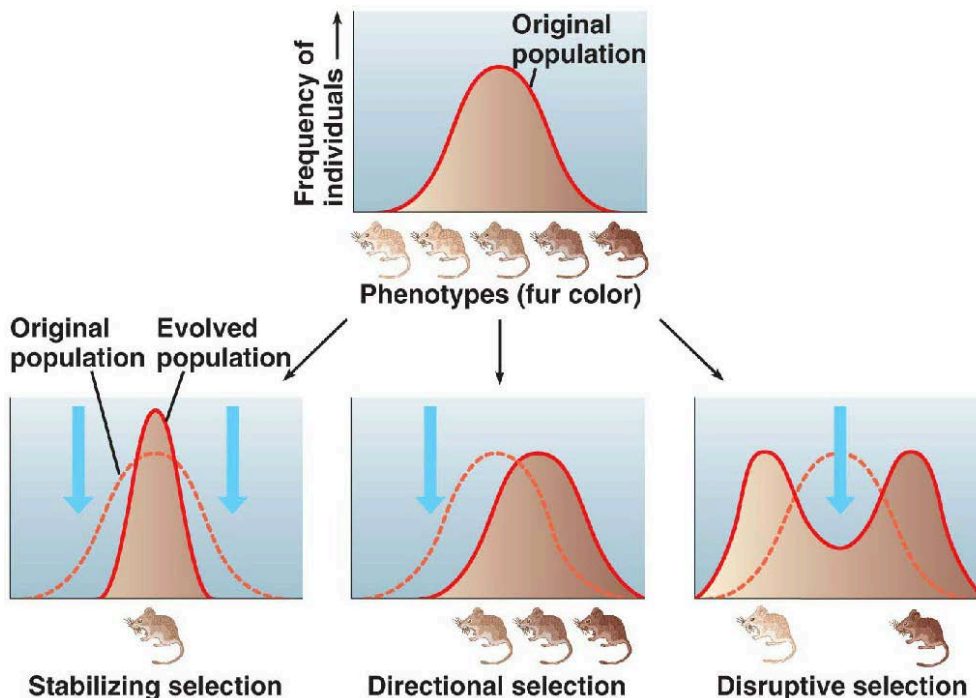 Frequency of
individuals
Original
population
Phenotypes (fur color)
Original
population
Evolved
population
Stabilizing selection
Directional selection
Disruptive selection